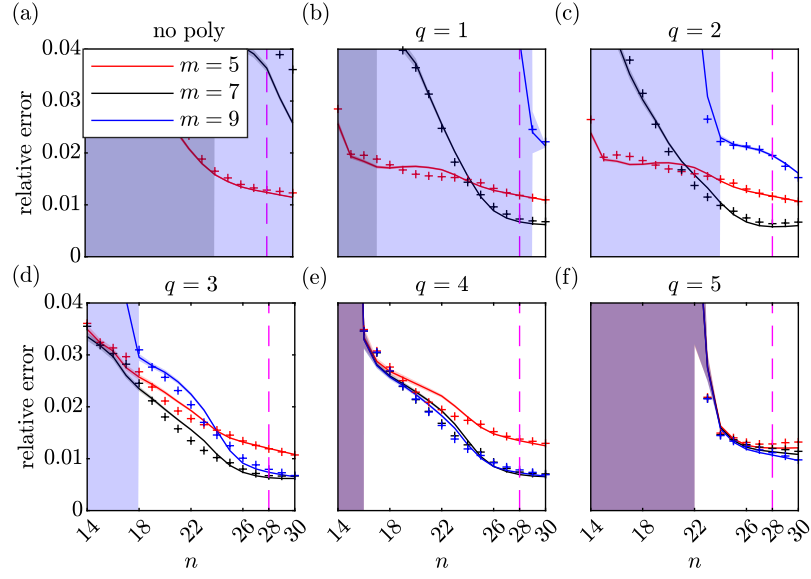 (a) no poly (b) q = 1 (c) q = 2
0.04
0.03
0.02
0.01
0
relative error
m = 5
m = 7
m = 9
(d) q = 3 (e) q = 4 (f) q = 5
0.04
0.03
0.02
0.01
0
relative error
14 18 22 26 28 30 14 18 22 26 28 30 14 18 22 26 28 30
n n n